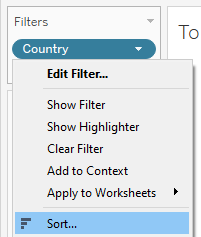 Filters
To
Country
Edit Filter...
Show Filter
Show Highlighter
Clear Filter
Add to Context
Apply to Worksheets
Sort...